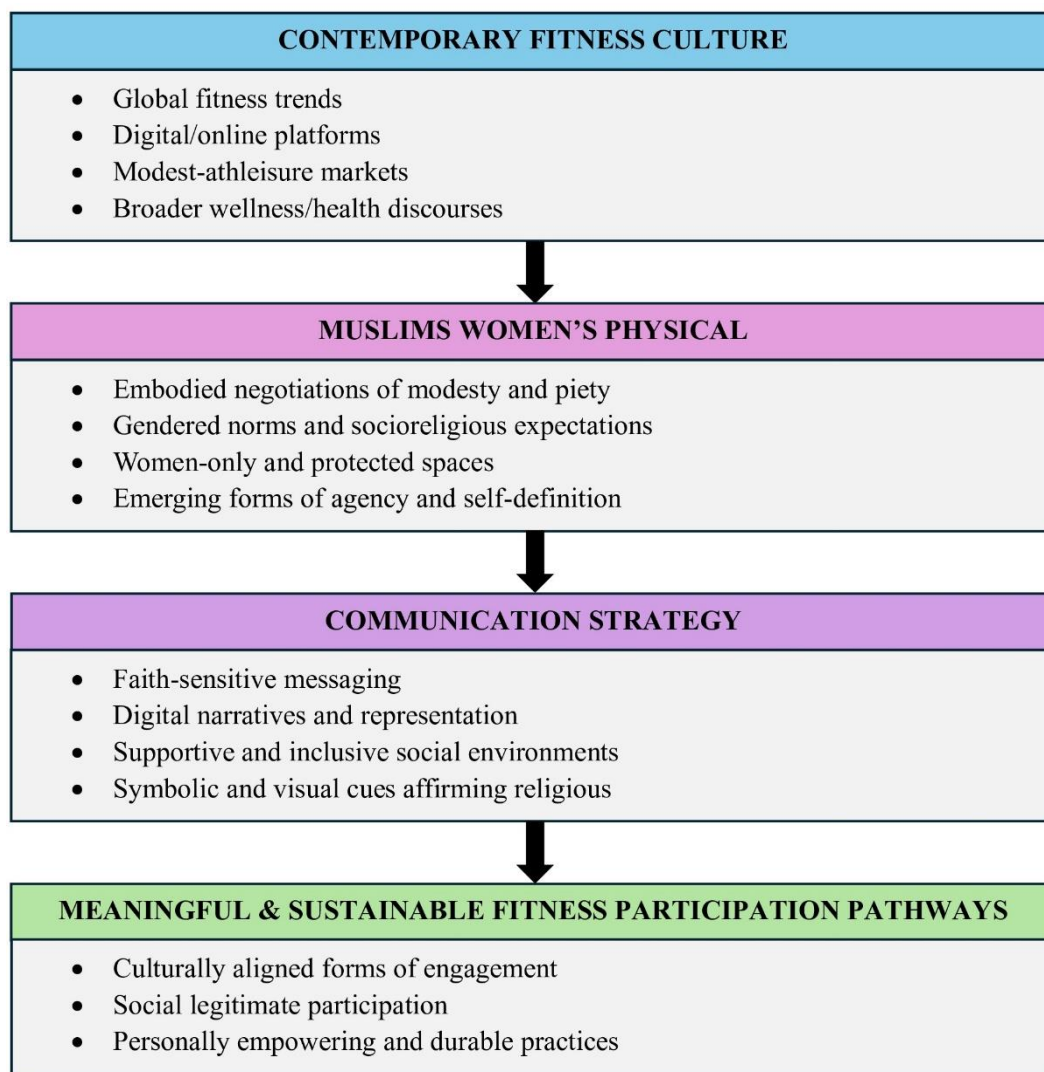 CONTEMPORARY FITNESS CULTURE
• Global fitness trends
• Digital/online platforms
• Modest-athleisure markets
• Broader wellness/health discourses
MUSLIMS WOMEN’S PHYSICAL
• Embodied negotiations of modesty and piety
• Gendered norms and socioreligious expectations
• Women-only and protected spaces
• Emerging forms of agency and self-definition
COMMUNICATION STRATEGY
• Faith-sensitive messaging
• Digital narratives and representation
• Supportive and inclusive social environments
• Symbolic and visual cues affirming religious
MEANINGFUL & SUSTAINABLE FITNESS PARTICIPATION PATHWAYS
• Culturally aligned forms of engagement
• Social legitimate participation
• Personally empowering and durable practices